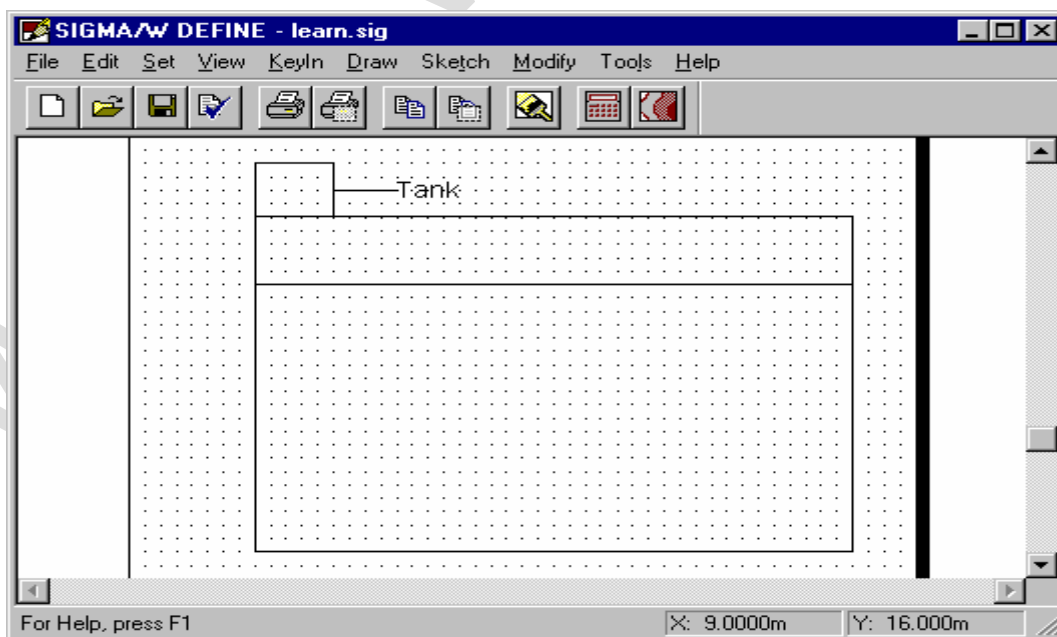 SIGMA/W DEFINE - learn.sig
File Edit Set View KeyIn Draw Sketch Modify Tools Help
Tank
For Help, press F1 X: 9.0000m Y: 16.000m